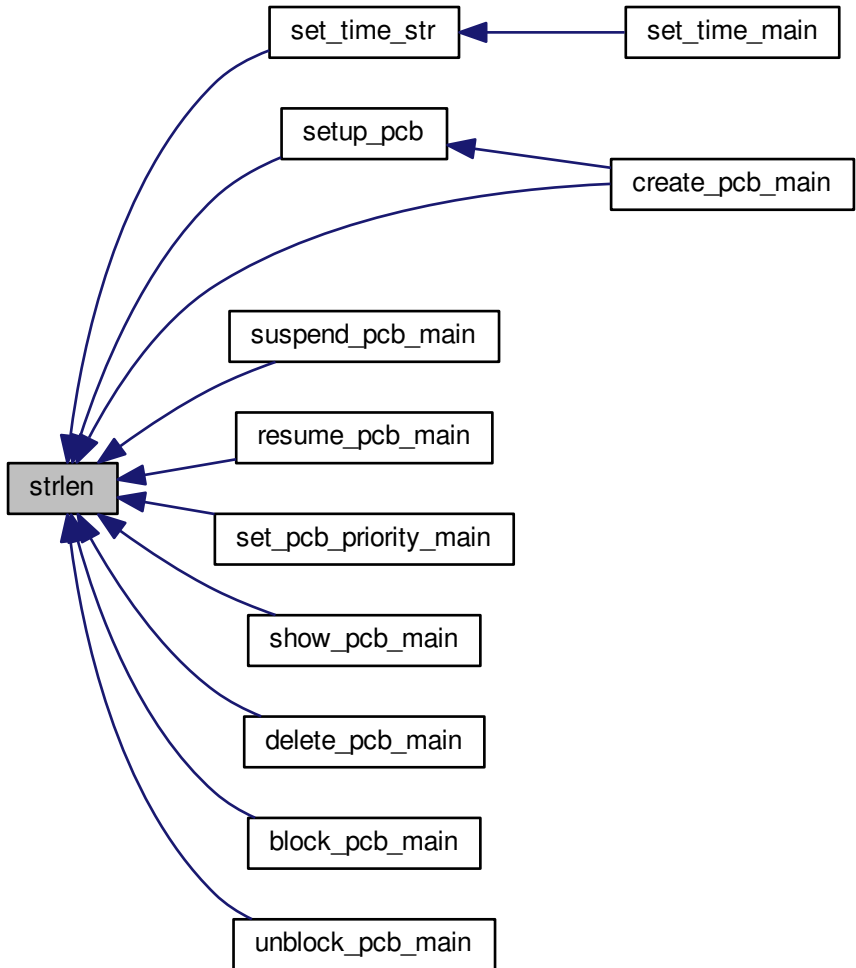 set_time_str
set_time_main
setup_pcb
create_pcb_main
suspend_pcb_main
resume_pcb_main
strlen
set_pcb_priority_main
show_pcb_main
delete_pcb_main
block_pcb_main
unblock_pcb_main